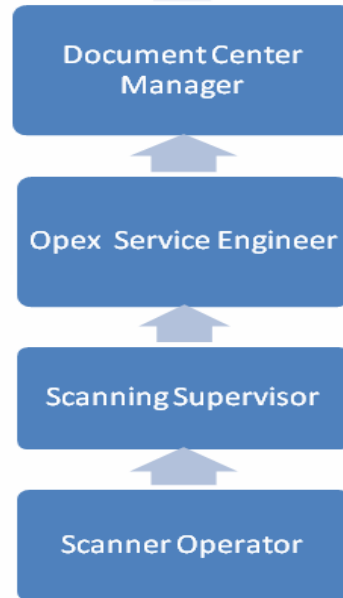 Document Center
Manager
Opex Service Engineer
Scanning Supervisor
Scanner Operator